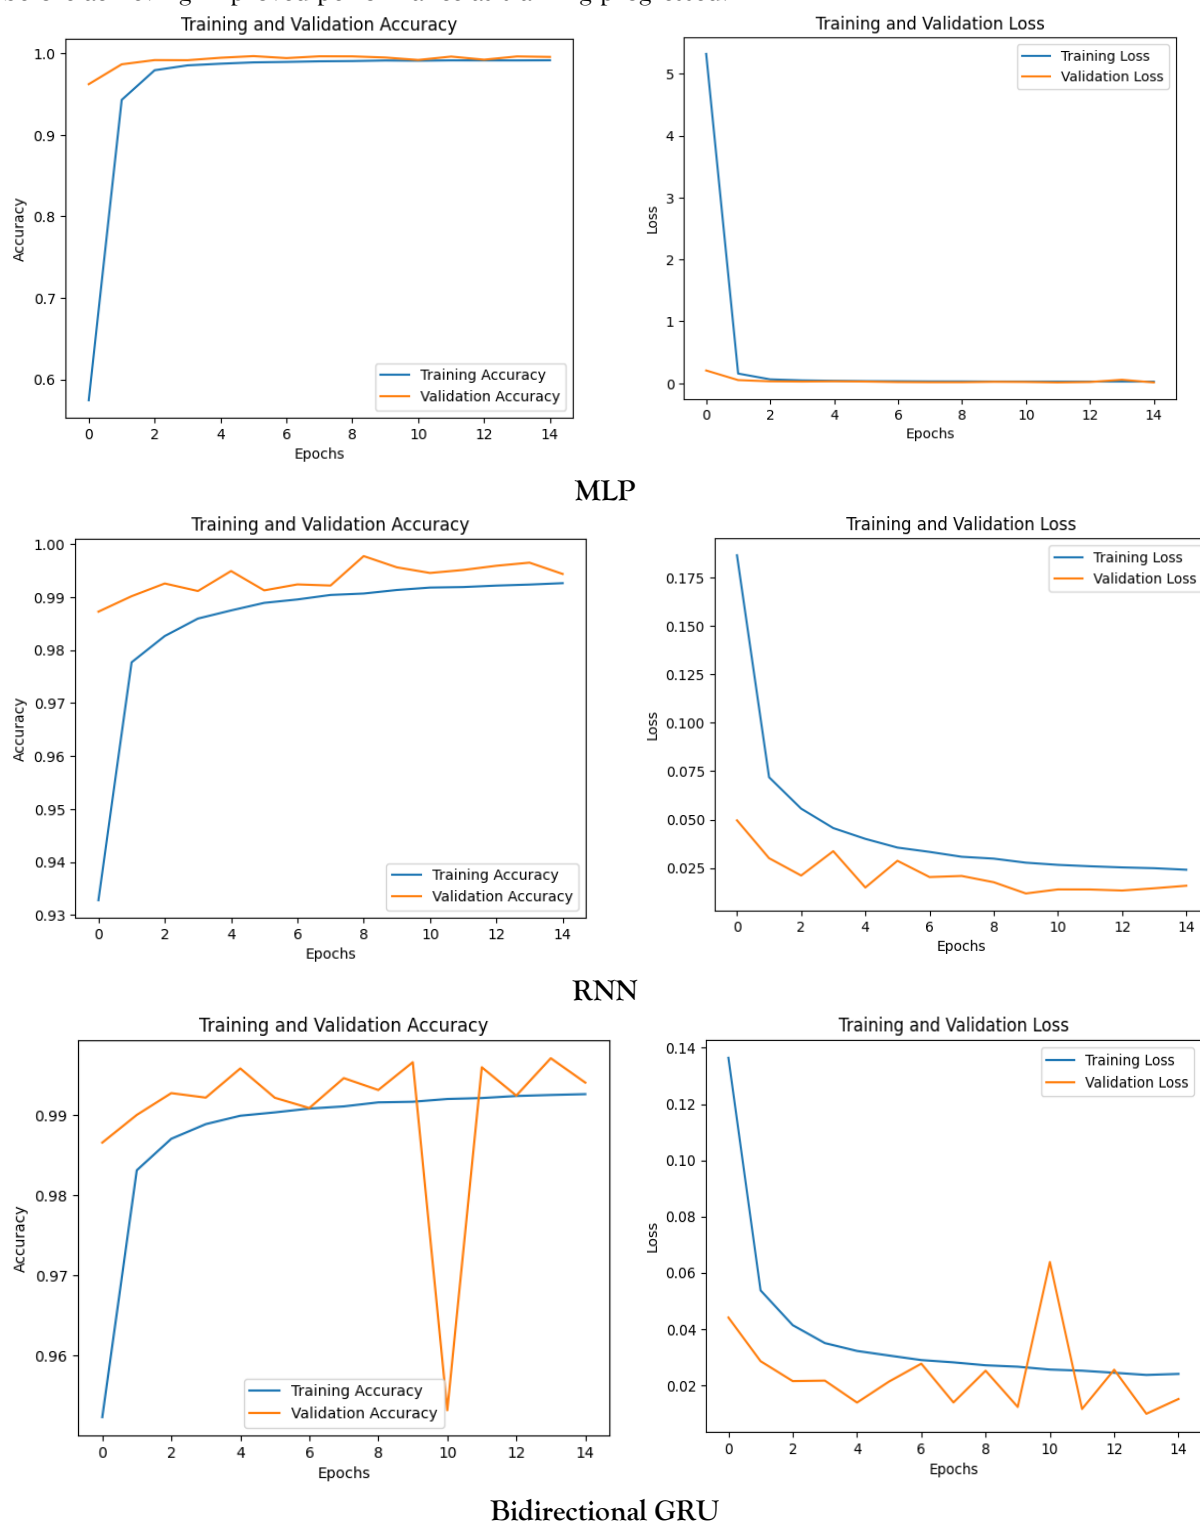 Training and Validation Accuracy
1.0
0.9
0.8
0.7
0.6
Accuracy
0 2 4 6 8 10 12 14
Epochs
Training Accuracy
Validation Accuracy
Training and Validation Loss
5
4
3
2
1
0
Loss
0 2 4 6 8 10 12 14
Epochs
Training Loss
Validation Loss
MLP
Training and Validation Accuracy
1.00
0.99
0.98
0.97
0.96
0.95
0.94
0.93
Accuracy
0 2 4 6 8 10 12 14
Epochs
Training Accuracy
Validation Accuracy
Training and Validation Loss
0.175
0.150
0.125
0.100
0.075
0.050
0.025
Loss
0 2 4 6 8 10 12 14
Epochs
Training Loss
Validation Loss
RNN
Training and Validation Accuracy
0.99
0.98
0.97
0.96
Accuracy
0 2 4 6 8 10 12 14
Epochs
Training Accuracy
Validation Accuracy
Training and Validation Loss
0.14
0.12
0.10
0.08
0.06
0.04
0.02
Loss
0 2 4 6 8 10 12 14
Epochs
Training Loss
Validation Loss
Bidirectional GRU